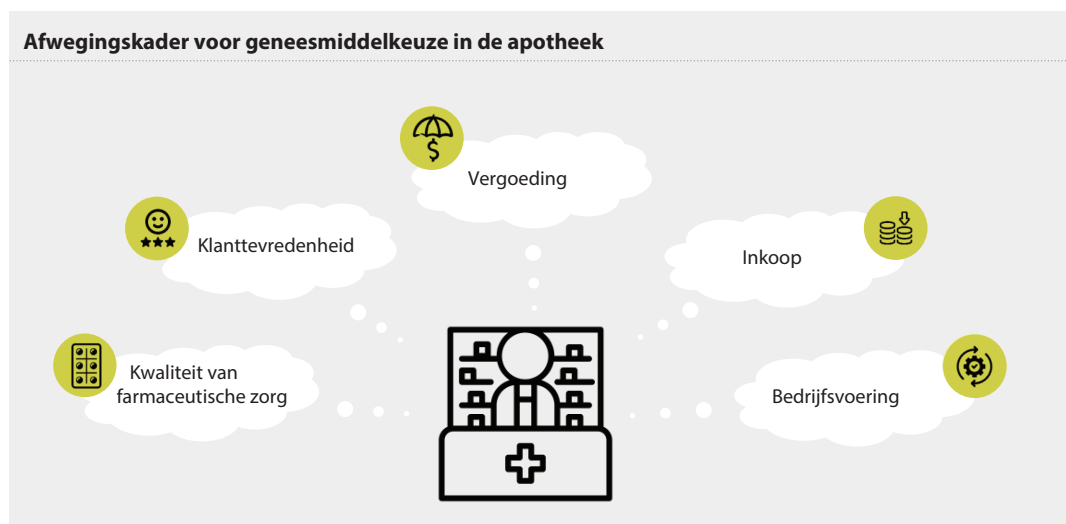 Afwegingskader voor geneesmiddelkeuze in de apotheek
Vergoeding
Klanttevredenheid
Inkoop
Kwaliteit van
farmaceutische zorg
Bedrijfsvoering